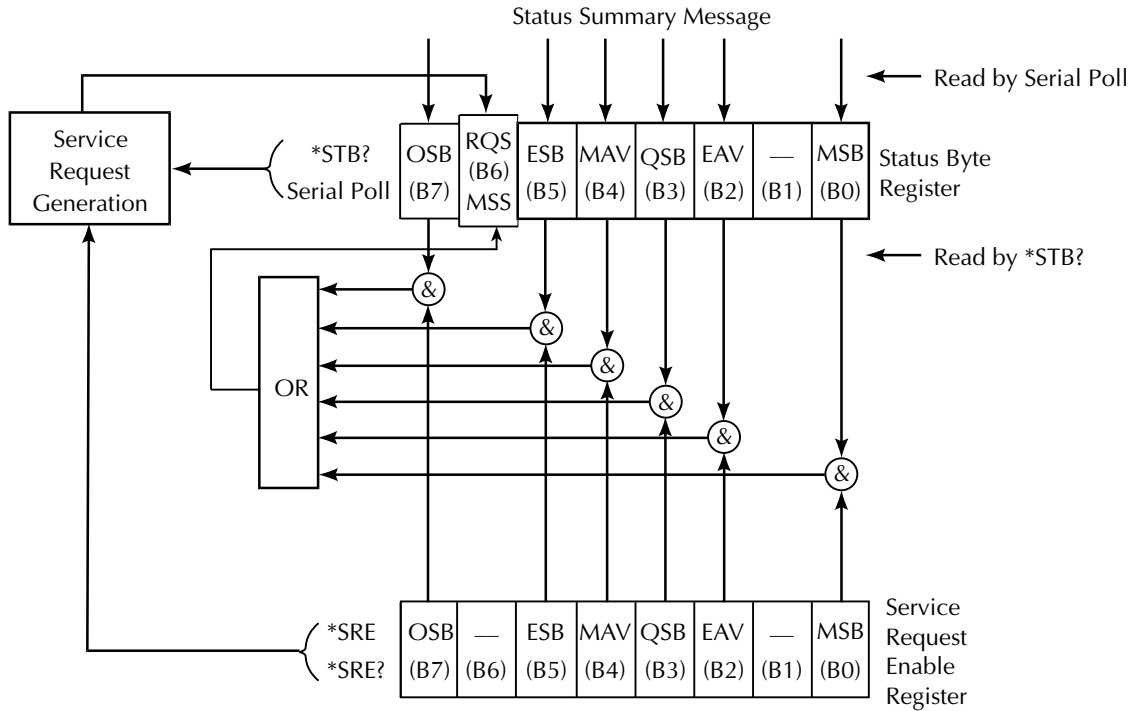 Status Summary Message
Read by Serial Poll
Service
Request
Generation
*STB?
Serial Poll
OSB
(B7)
RQS
(B6)
MSS
ESB
(B5)
MAV
(B4)
QSB
(B3)
EAV
(B2)
—
(B1)
MSB
(B0)
Status Byte
Register
Read by *STB?
&
&
&
&
&
&
OR
*SRE
*SRE?
OSB
(B7)
—
(B6)
ESB
(B5)
MAV
(B4)
QSB
(B3)
EAV
(B2)
—
(B1)
MSB
(B0)
Service
Request
Enable
Register